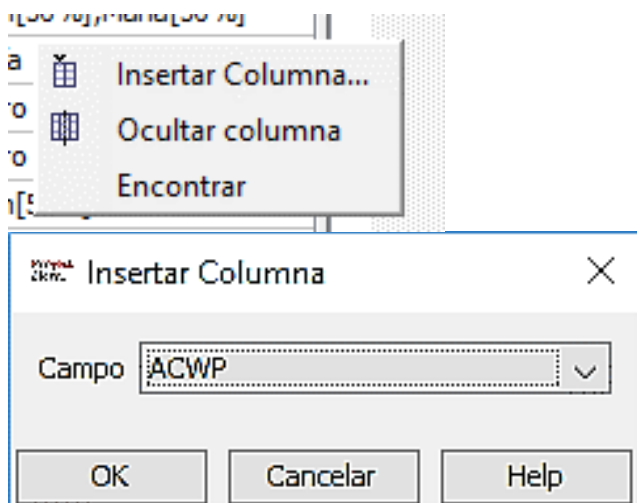 Insertar Columna...
Ocultar columna
Encontrar
Insertar Columna
Campo ACWP
OK Cancelar Help